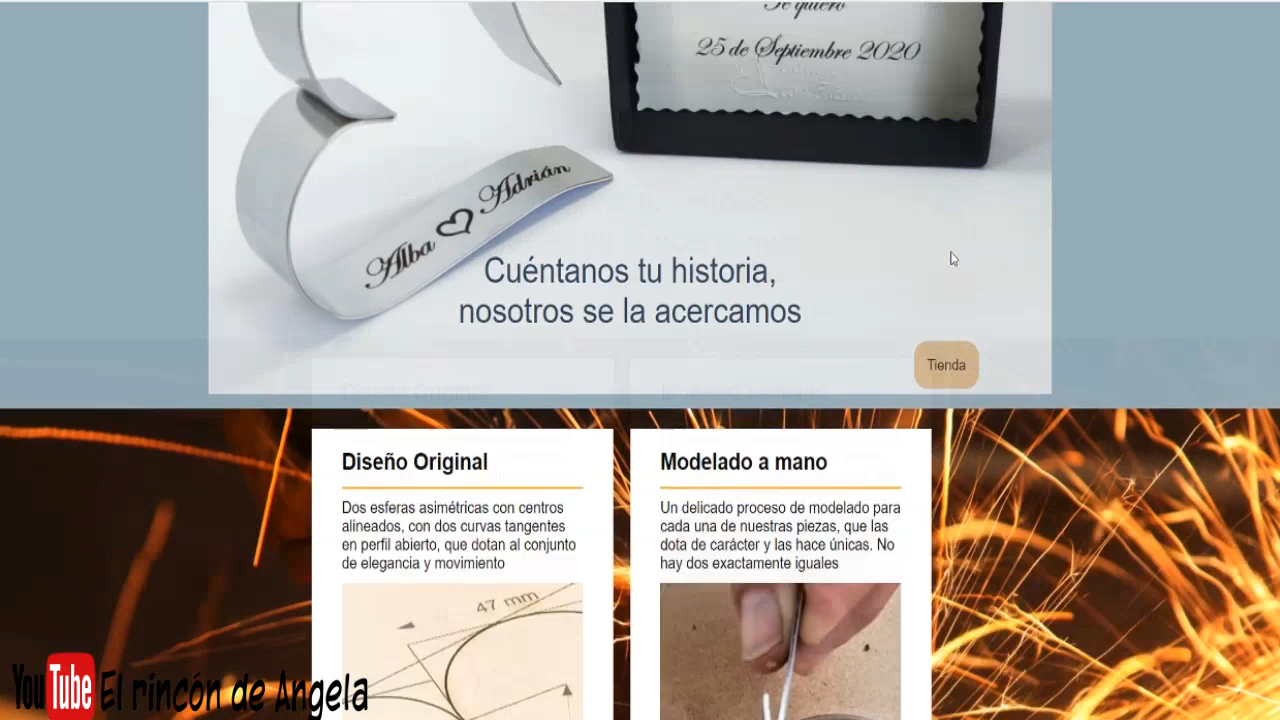 Te quiero
25 de Septiembre 2020
Alba Adrián
Cuéntanos tu historia,
nosotros se la acercamos
Tienda
Diseño Original
Dos esferas asimétricas con centros
alineados, con dos curvas tangentes
en perfil abierto, que dotan al conjunto
de elegancia y movimiento
47 mm
Modelado a mano
Un delicado proceso de modelado para
cada una de nuestras piezas, que las
dota de carácter y las hace únicas. No
hay dos exactamente iguales
YouTube El rincón de Angela